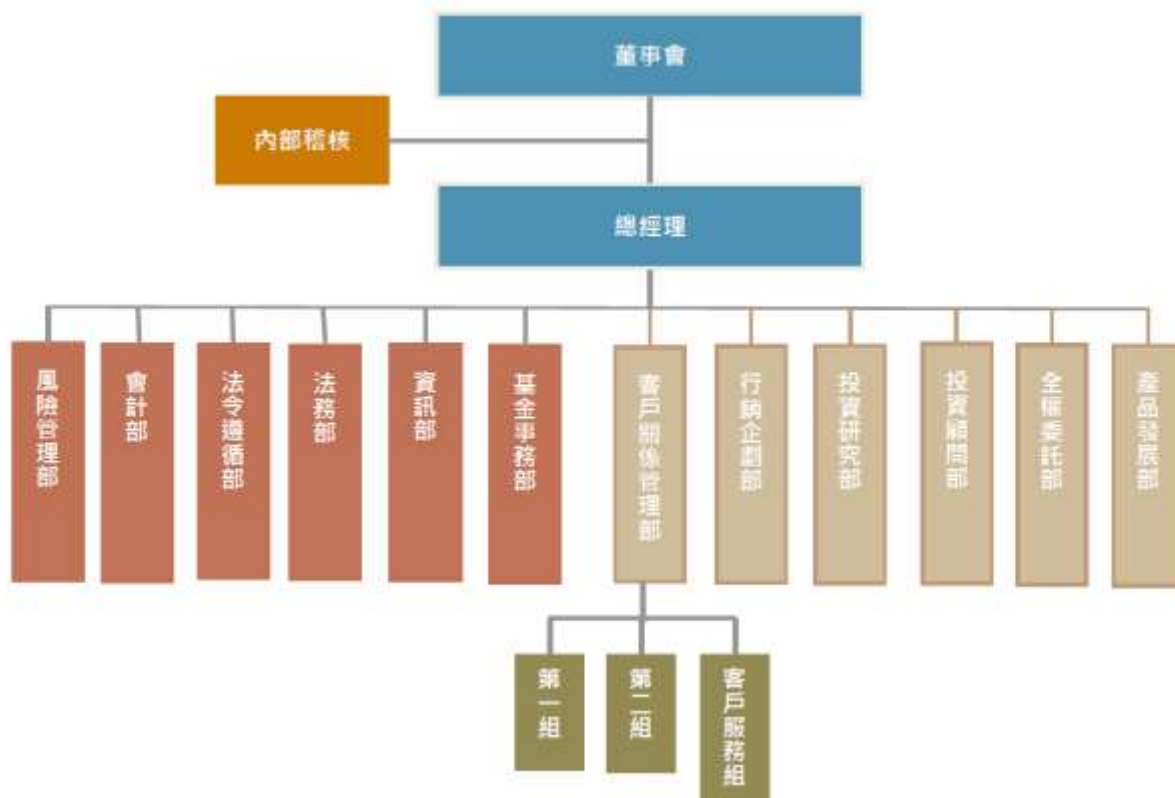 董事會
內部稽核
總經理
風險管理部
會計部
法令遵循部
法務部
資訊部
基金事務部
客戶關係管理部
行銷企劃部
投資研究部
投資顧問部
全權委託部
產品發展部
第一組
第二組
客戶服務組